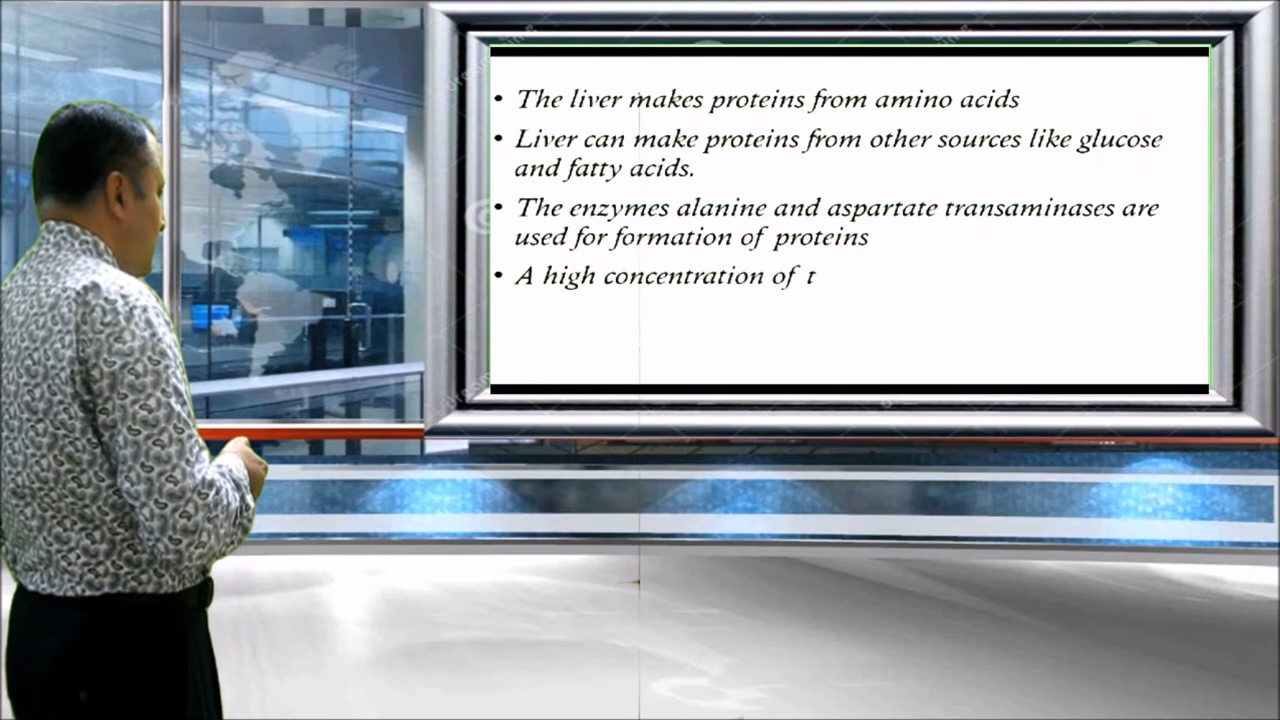 • The liver makes proteins from amino acids
• Liver can make proteins from other sources like glucose
and fatty acids.
• The enzymes alanine and aspartate transaminases are
used for formation of proteins
• A high concentration of t